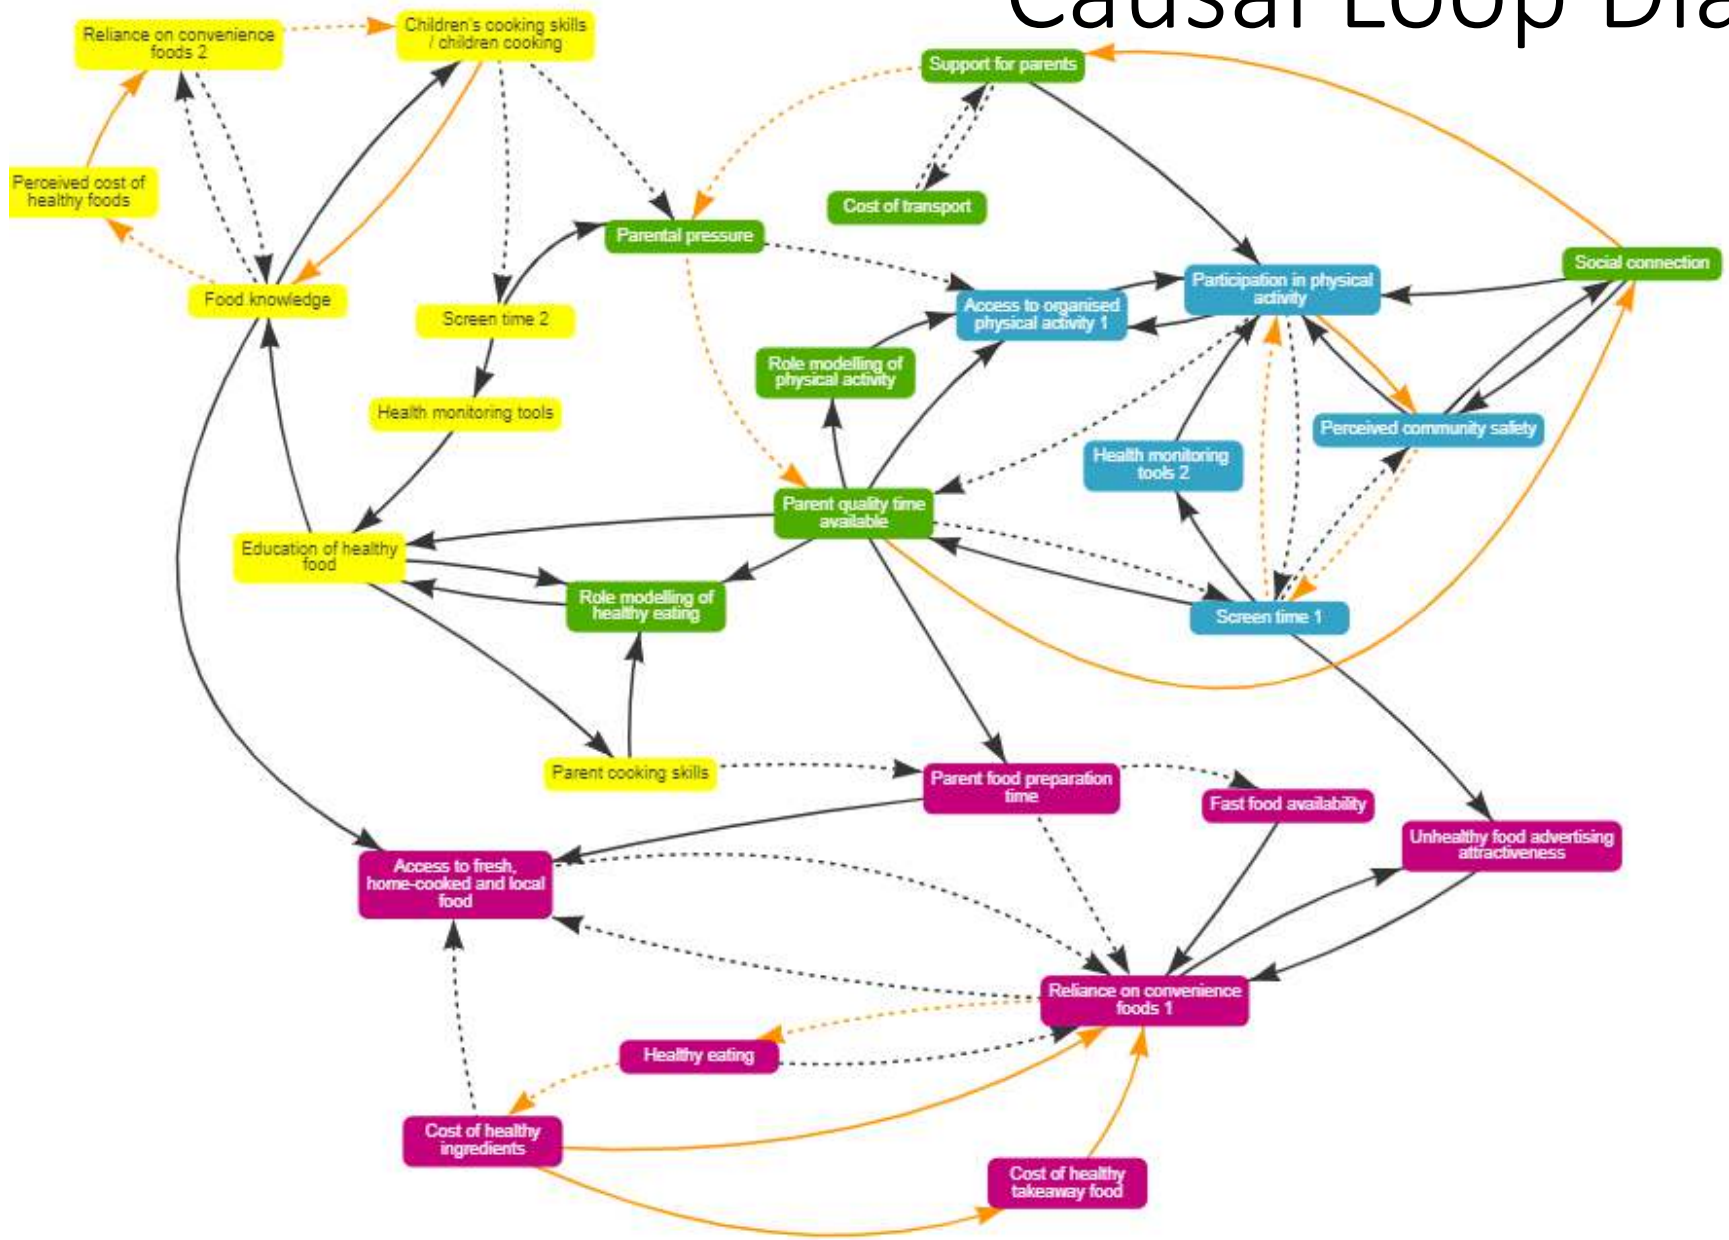 Causal Loop Dia
Reliance on convenience
foods 2
Children's cooking skills
/ children cooking
Support for parents
Perceived cost of
healthy foods
Cost of transport
Parental pressure
Social connection
Food knowledge
Screen time 2
Access to organised
physical activity 1
Participation in physical
activity
Role modelling of
physical activity
Health monitoring tools
Perceived community safety
Health monitoring
tools 2
Parent quality time
available
Education of healthy
food
Role modelling of
healthy eating
Screen time 1
Parent cooking skills
Parent food preparation
time
Fast food availability
Unhealthy food advertising
attractiveness
Access to fresh,
home-cooked and local
food
Reliance on convenience
foods 1
Healthy eating
Cost of healthy
ingredients
Cost of healthy
takeaway food